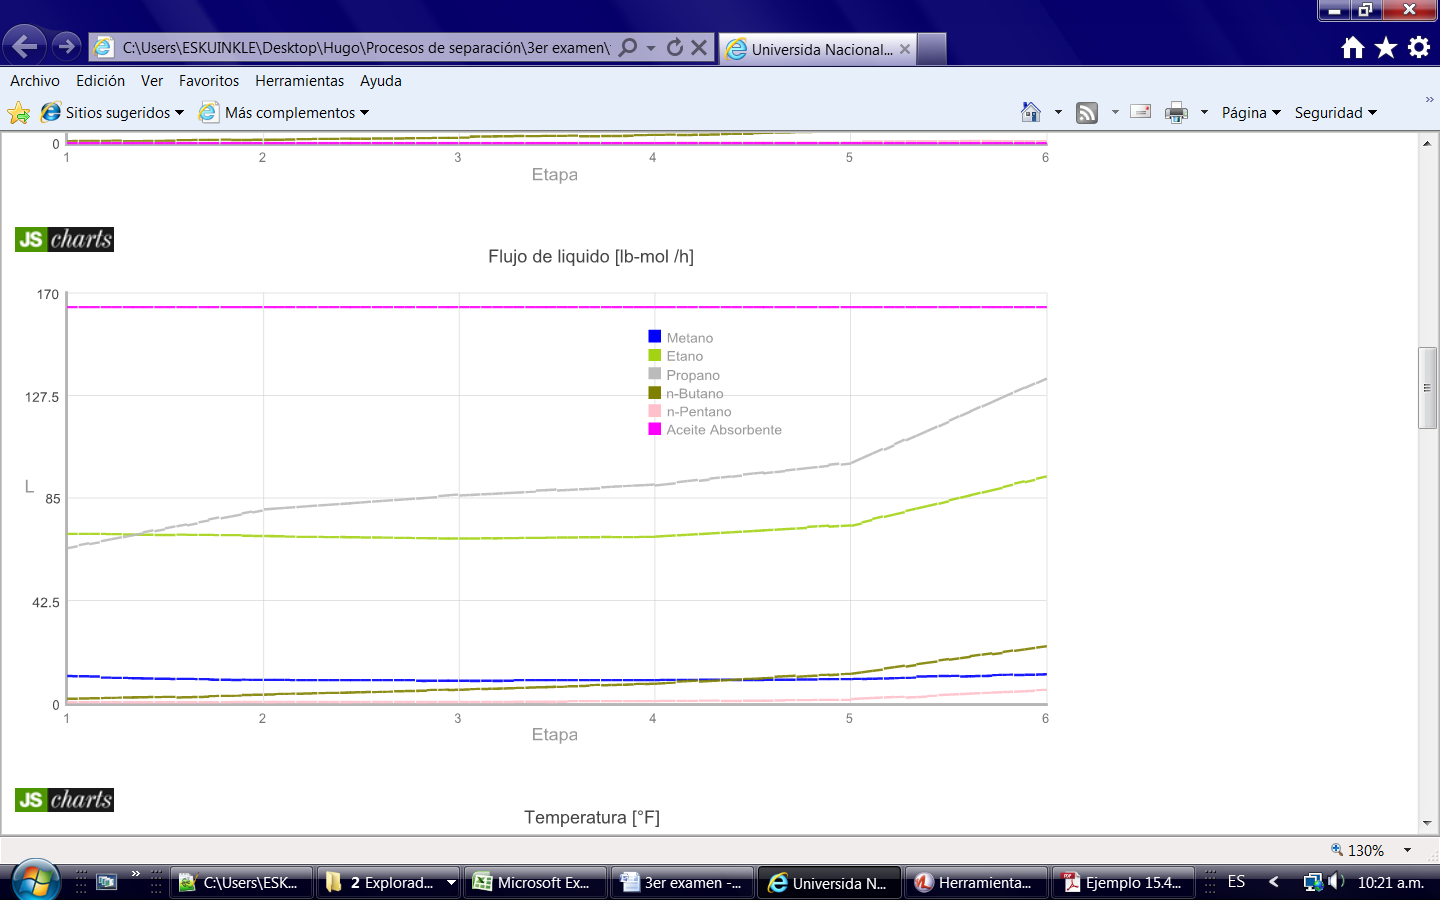 C:\Users\ESKUINKLE\Desktop\Hugo\Procesos de separación\3er examen\
Universida Nacional...
Archivo Edición Ver Favoritos Herramientas Ayuda
Sitios sugeridos Más complementos Página Seguridad
0
1 2 3 4 5 6
Etapa
JS charts
Flujo de liquido [lb-mol /h]
170
Metano
Etano
Propano
127.5
n-Butano
n-Pentano
Aceite Absorbente
L
85
42.5
0
1 2 3 4 5 6
Etapa
JS charts
Temperatura [°F]
130%
C:\Users\ESK... 2 Explorad... Microsoft Ex... 3er examen -... Universida N... Herramienta... Ejemplo 15.4... ES 10:21 a.m.